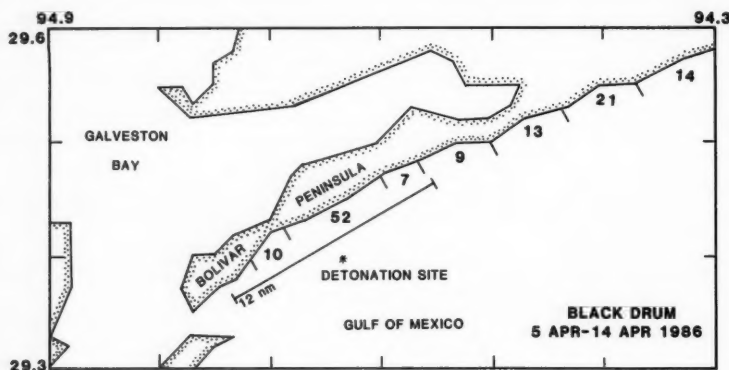 94.9
94.3
29.6
14
21
GALVESTON
BAY
13
9
PENINSULA
7
52
BOLIVAR
10
*
DETONATION SITE
12 nm
BLACK DRUM
GULF OF MEXICO
5 APR-14 APR 1986
29.3